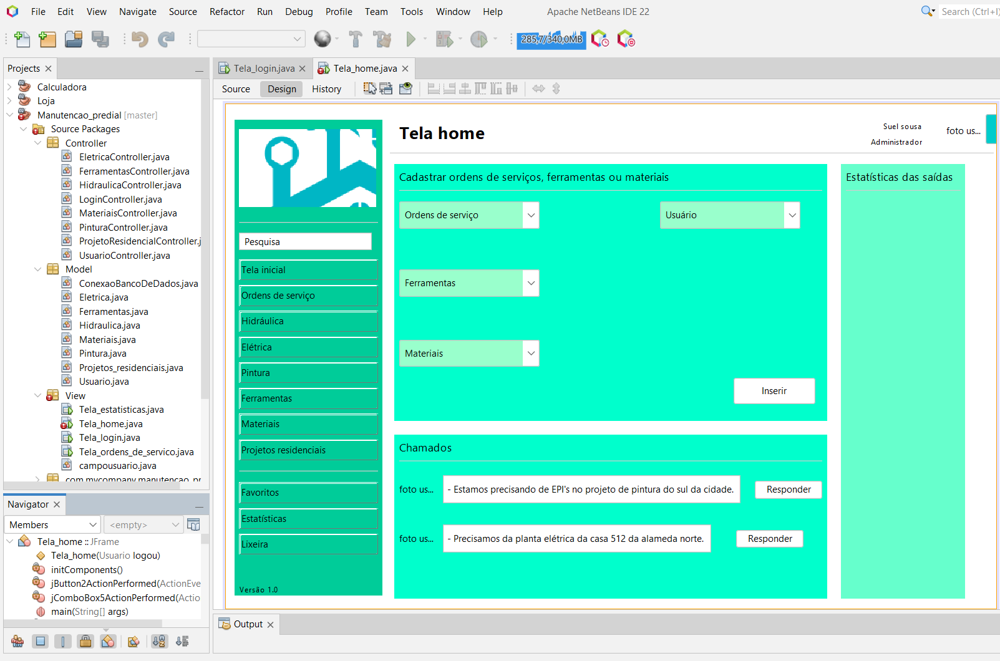 File Edit View Navigate Source Refactor Run Debug Profile Team Tools Window Help Apache NetBeans IDE 22 Search (Ctrl+I)
285,7/340,0MB
Projects
Tela_login.java Tela_home.java
Source Design History
Calculadora
Loja
Manutencao_predial [master]
Source Packages
Controller
EletricaController.java
FerramentasController.java
HidraulicaController.java
LoginController.java
MateriaisController.java
PinturaController.java
ProjetoResidencialController.j
UsuarioController.java
Model
ConexaoBancoDeDados.java
Eletrica.java
Ferramentas.java
Hidraulica.java
Materiais.java
Pintura.java
Projetos_residenciais.java
Usuario.java
View
Tela_estatisticas.java
Tela_home.java
Tela_login.java
Tela_ordens_de_servico.java
campousuario.java
com.mycompany.manutencao_pr
Navigator
Members <empty>
Tela_home :: JFrame
Tela_home(Usuario logou)
initComponents()
jButton2ActionPerformed(ActionEve
jComboBox5ActionPerformed(Actio
main(String[] args)
Pesquisa
Tela inicial
Ordens de serviço
Hidráulica
Elétrica
Pintura
Ferramentas
Materiais
Projetos residenciais
Favoritos
Estatísticas
Lixeira
Versão 1.0
Tela home
Suel sousa
Administrador
foto us...
Cadastrar ordens de serviços, ferramentas ou materiais
Ordens de serviço Usuário
Ferramentas
Materiais
Inserir
Estatísticas das saídas
Chamados
foto us... - Estamos precisando de EPI's no projeto de pintura do sul da cidade. Responder
foto us... - Precisamos da planta elétrica da casa 512 da alameda norte. Responder
Output